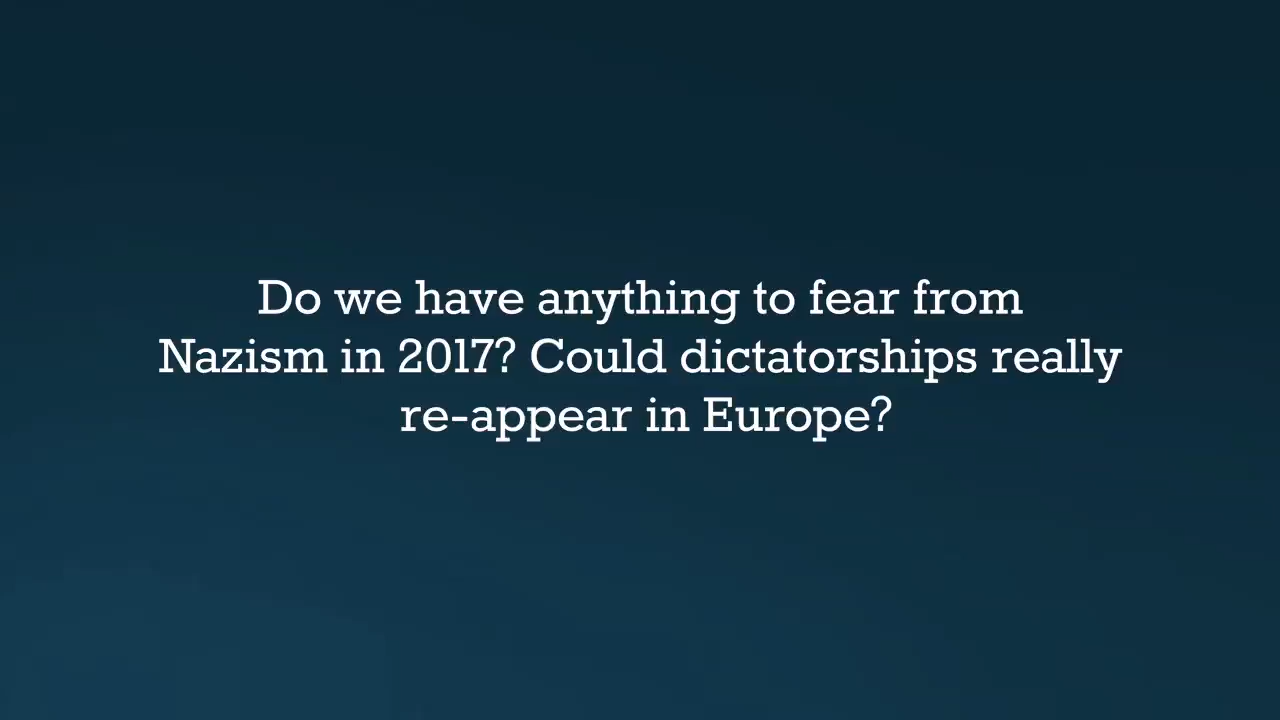 Do we have anything to fear from
Nazism in 2017? Could dictatorships really
re-appear in Europe?